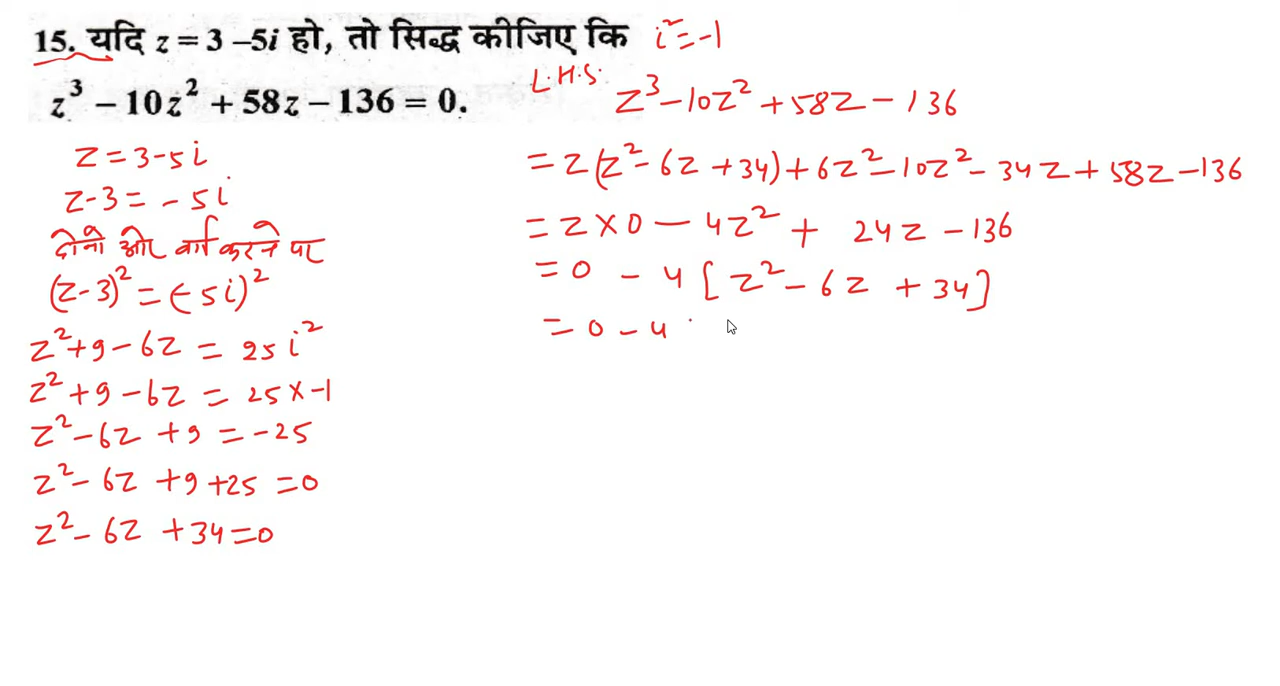 15. यदि z = 3 –5i हो, तो सिद्ध कीजिए कि
z³ – 10z² + 58z – 136 = 0.
i² = -1
z = 3-5i
z-3 = -5i
दोनो ओर वर्ग करने पर
(z-3)² = (-5i)²
z²+9-6z = 25i²
z²+9-6z = 25×-1
z²-6z+9 = -25
z²-6z+9+25=0
z²-6z+34=0
L.H.S. z³-10z²+58z-136
= z(z²-6z+34)+6z²-10z²-34z+58z-136
= z×0-4z²+24z-136
= 0-4[z²-6z+34]
= 0-4